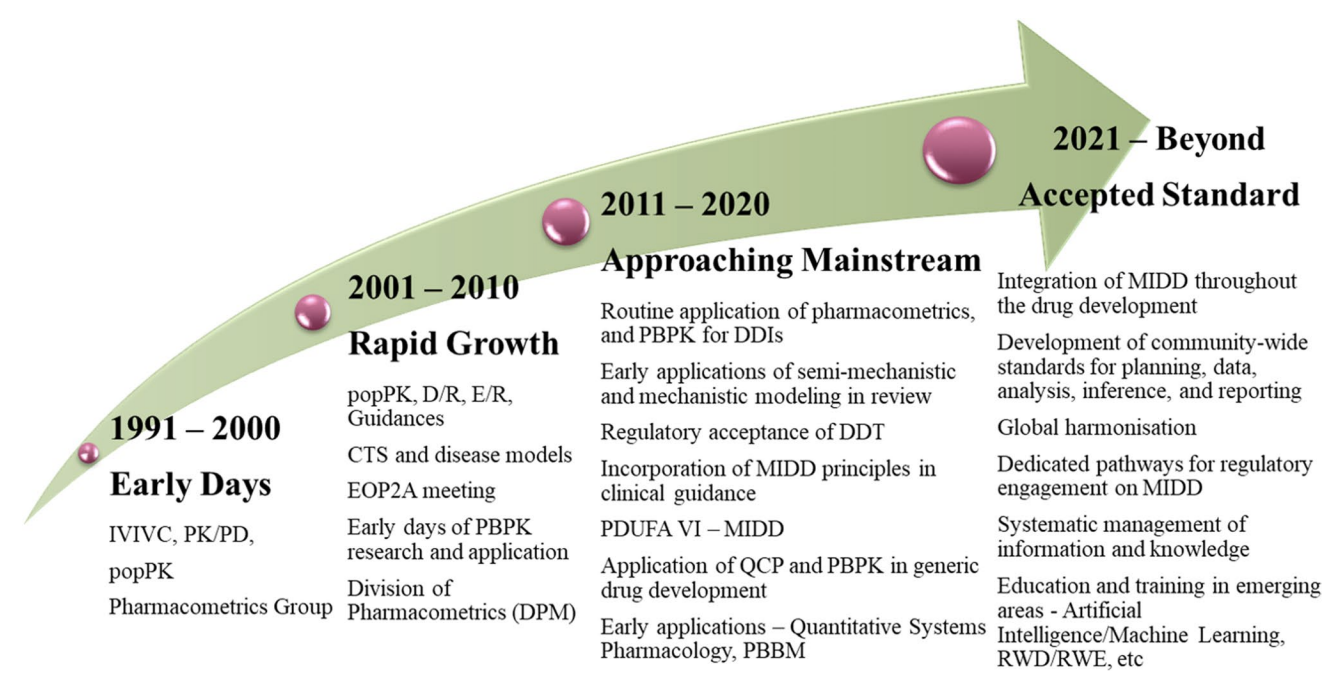 1991 – 2000
Early Days
IVIVC, PK/PD,
popPK
Pharmacometrics Group
2001 – 2010
Rapid Growth
popPK, D/R, E/R,
Guidances
CTS and disease models
EOP2A meeting
Early days of PBPK
research and application
Division of
Pharmacometrics (DPM)
2011 – 2020
Approaching Mainstream
Routine application of pharmacometrics,
and PBPK for DDIs
Early applications of semi-mechanistic
and mechanistic modeling in review
Regulatory acceptance of DDT
Incorporation of MIDD principles in
clinical guidance
PDUFA VI – MIDD
Application of QCP and PBPK in generic
drug development
Early applications – Quantitative Systems
Pharmacology, PBBM
2021 – Beyond
Accepted Standard
Integration of MIDD throughout
the drug development
Development of community-wide
standards for planning, data,
analysis, inference, and reporting
Global harmonisation
Dedicated pathways for regulatory
engagement on MIDD
Systematic management of
information and knowledge
Education and training in emerging
areas - Artificial
Intelligence/Machine Learning,
RWD/RWE, etc